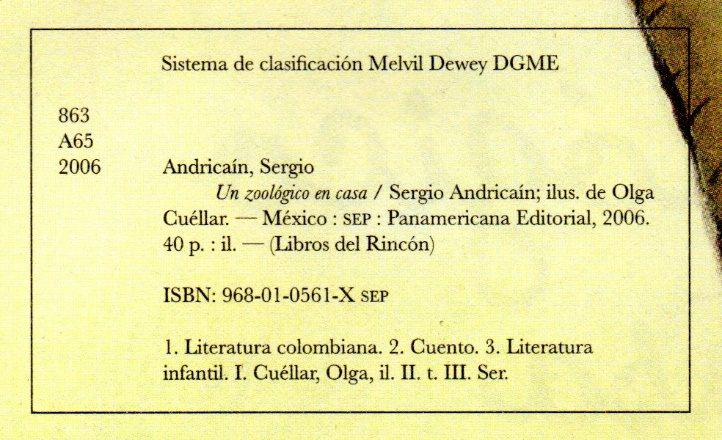 Sistema de clasificación Melvil Dewey DGME
863
A65
2006 Andricaín, Sergio
Un zoológico en casa / Sergio Andricaín; ilus. de Olga
Cuéllar. — México : SEP : Panamericana Editorial, 2006.
40 p. : il. — (Libros del Rincón)
ISBN: 968-01-0561-X SEP
1. Literatura colombiana. 2. Cuento. 3. Literatura
infantil. I. Cuéllar, Olga, il. II. t. III. Ser.